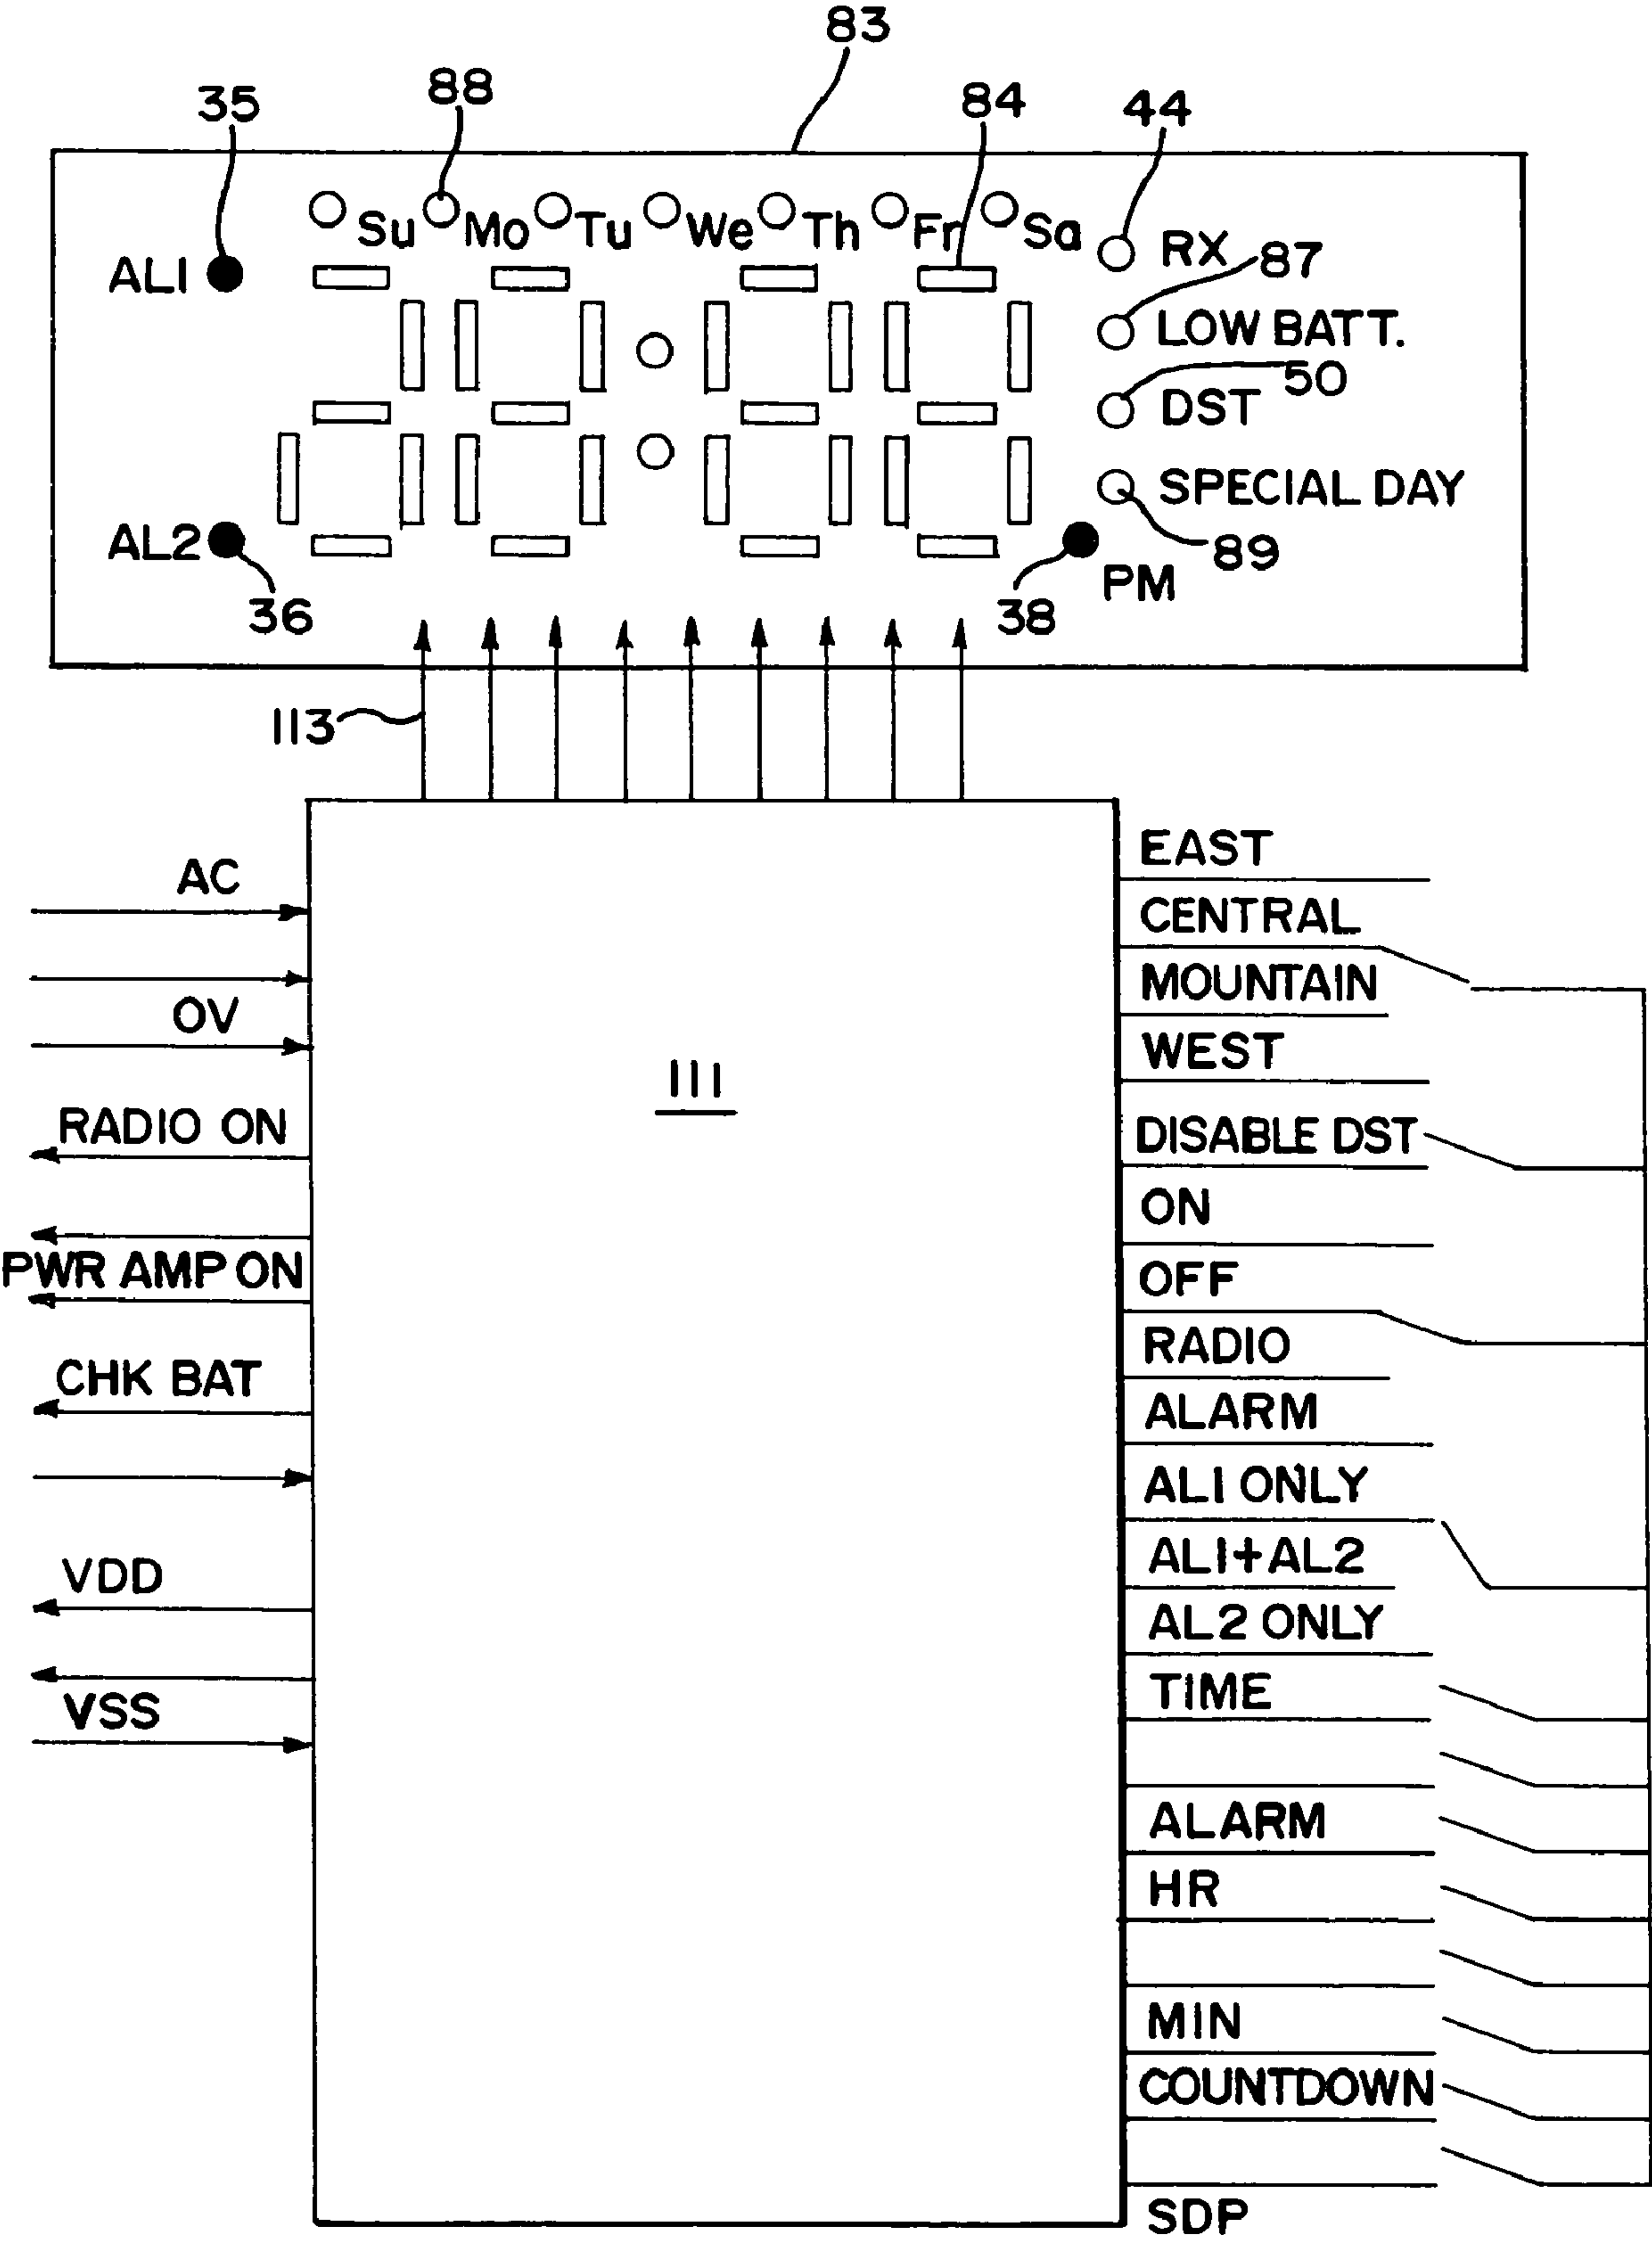 83
35
88
84
44
Su Mo Tu We Th Fr Sa
RX
87
AL1
LOW BATT.
50
DST
SPECIAL DAY
AL2
89
PM
36
38
113
EAST
AC
CENTRAL
MOUNTAIN
OV
WEST
111
RADIO ON
DISABLE DST
ON
PWR AMP ON
OFF
RADIO
CHK BAT
ALARM
AL1 ONLY
AL1+AL2
VDD
AL2 ONLY
TIME
VSS
ALARM
HR
MIN
COUNTDOWN
SDP